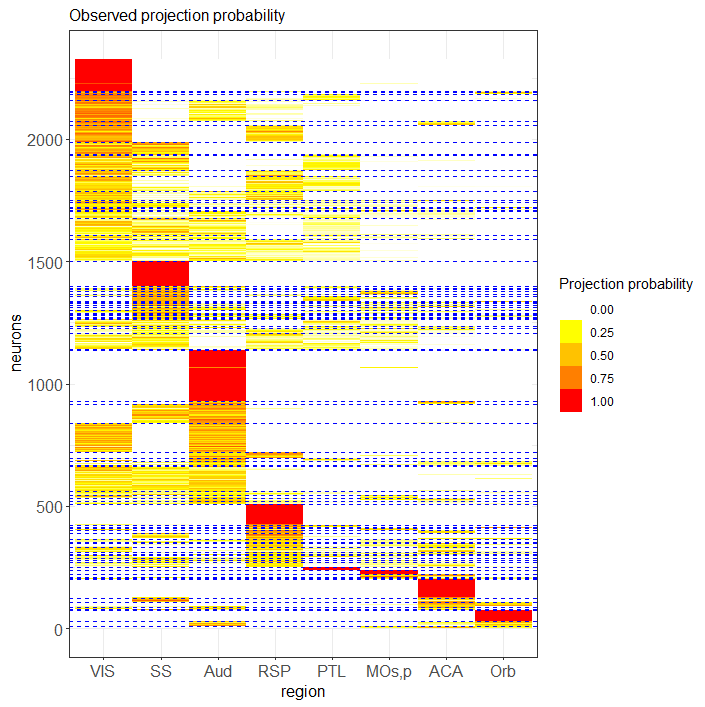 Observed projection probability
neurons
2000
1500
1000
500
0
VIS SS Aud RSP PTL MOs,p ACA Orb
region
Projection probability
0.00
0.25
0.50
0.75
1.00